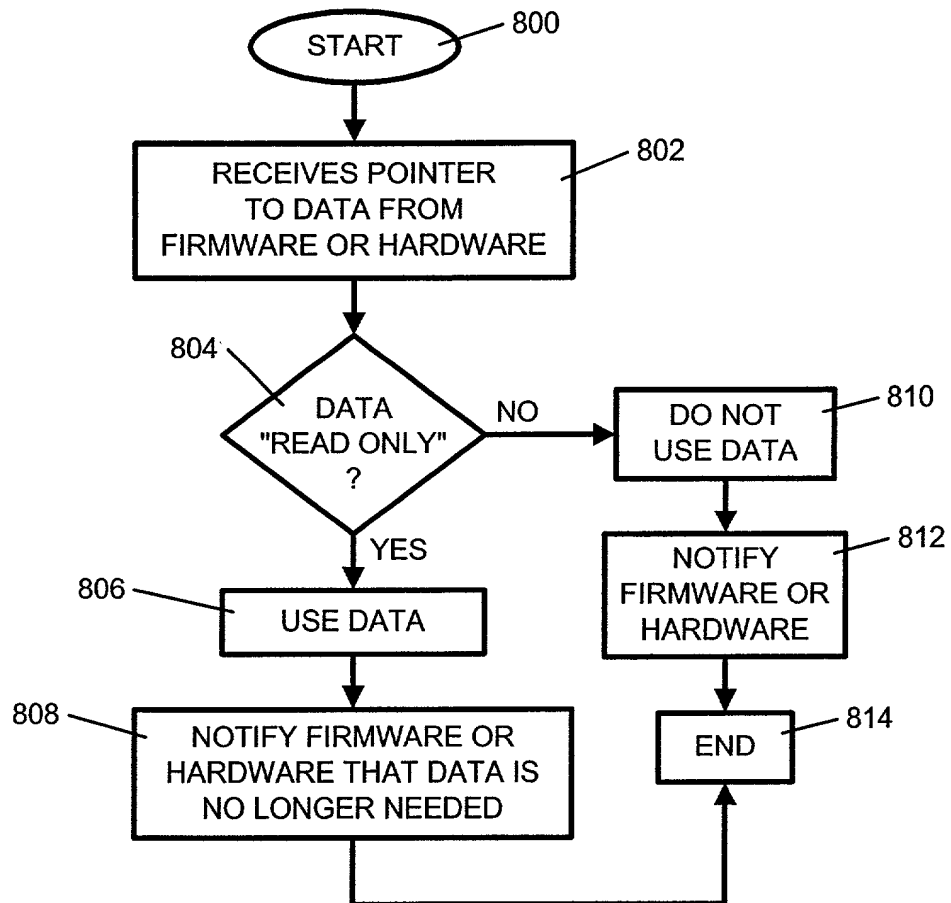 START
800
RECEIVES POINTER
TO DATA FROM
FIRMWARE OR HARDWARE
802
804
DATA
"READ ONLY"
?
NO
YES
DO NOT
USE DATA
810
NOTIFY
FIRMWARE OR
HARDWARE
812
806
USE DATA
808
NOTIFY FIRMWARE OR
HARDWARE THAT DATA IS
NO LONGER NEEDED
END
814